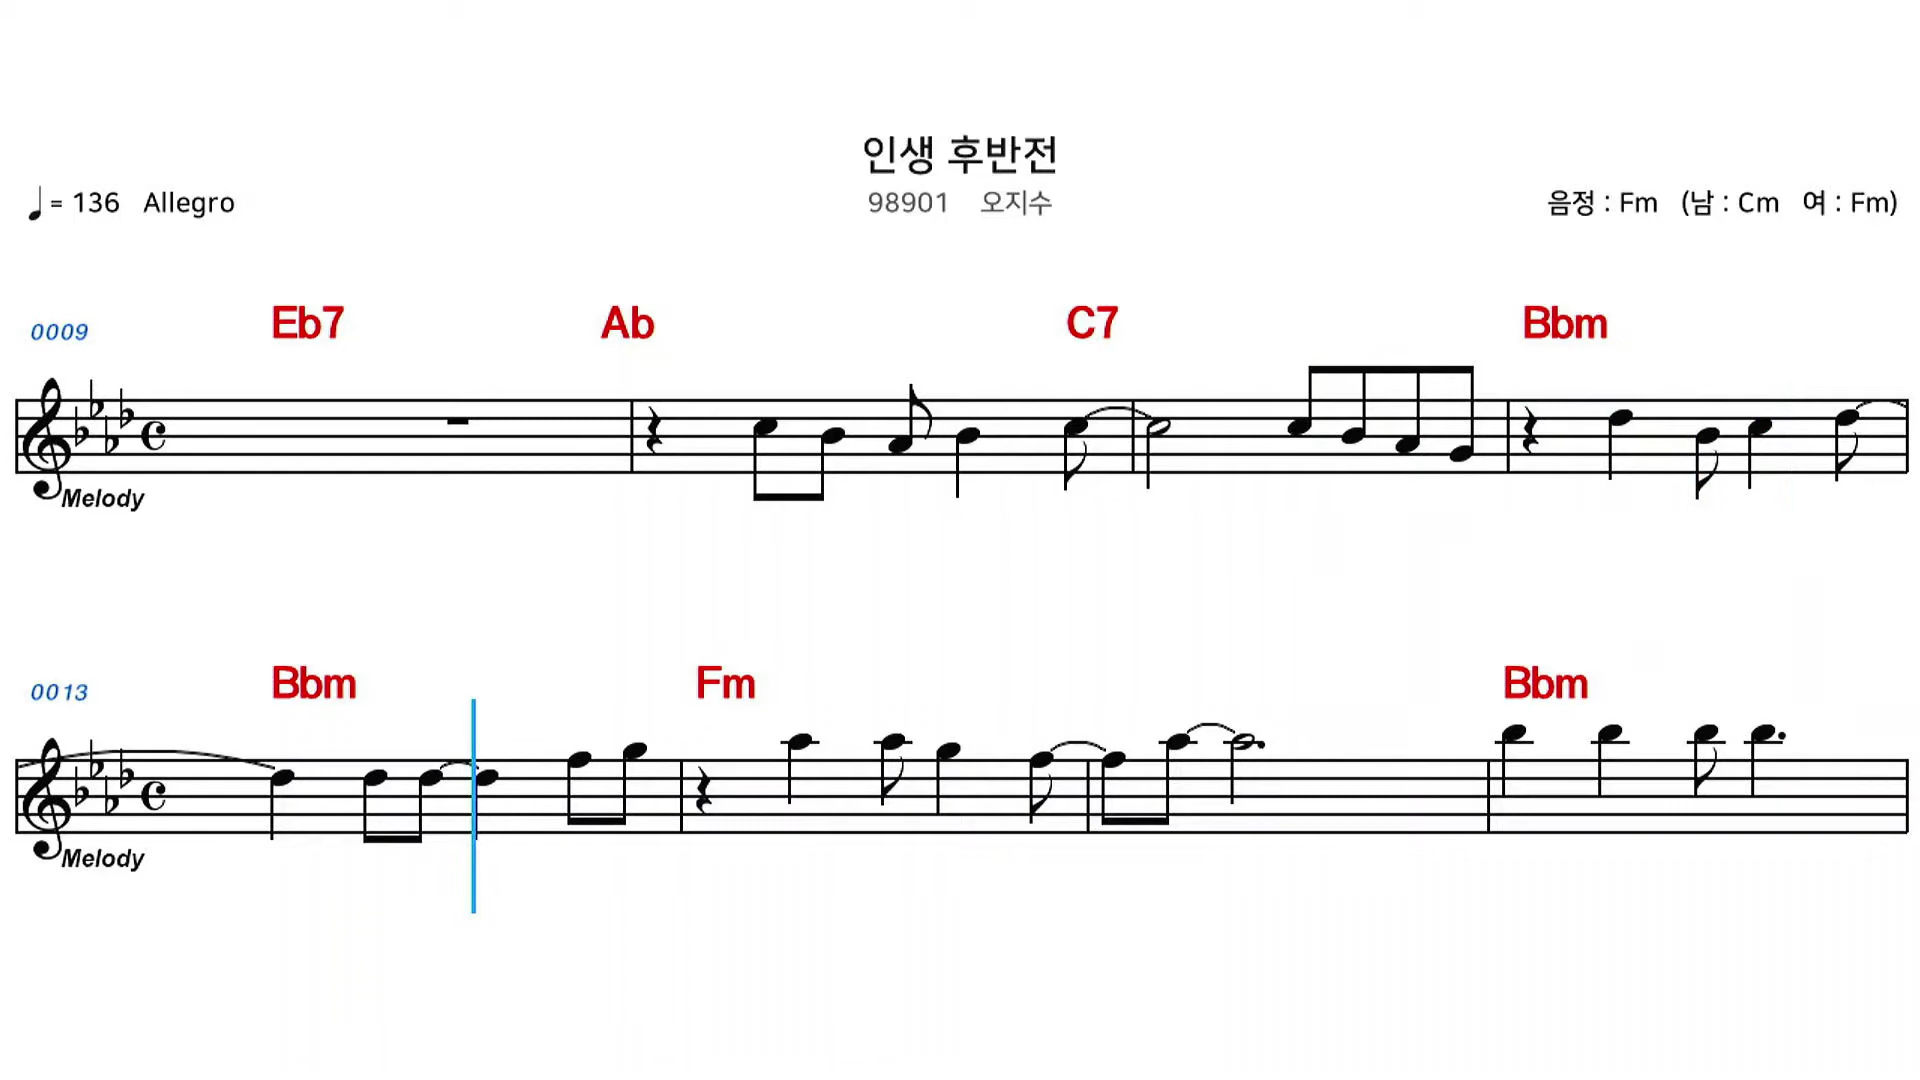 인생 후반전
♩ = 136 Allegro 98901 오지수 음정 : Fm (남 : Cm 여 : Fm)
0009 Eb7 Ab C7 Bbm
Melody
0013 Bbm Fm Bbm
Melody